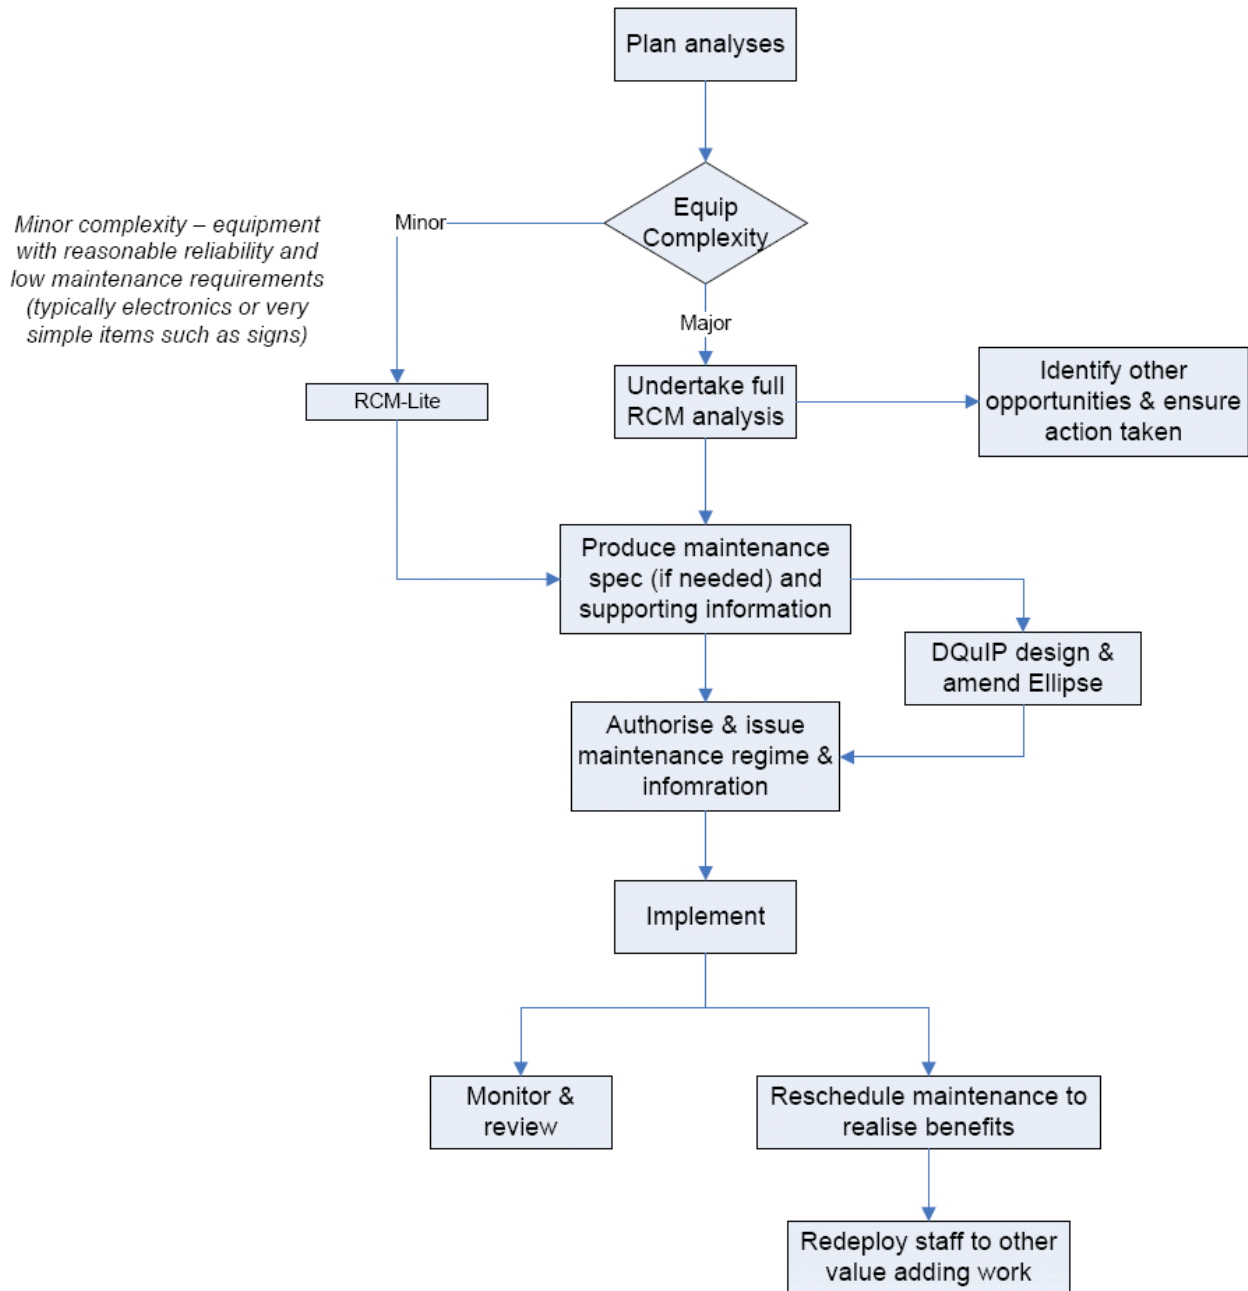 Plan analyses
Equip
Complexity
Minor
Minor complexity – equipment
with reasonable reliability and
low maintenance requirements
(typically electronics or very
simple items such as signs)
Major
RCM-Lite
Undertake full
RCM analysis
Identify other
opportunities & ensure
action taken
Produce maintenance
spec (if needed) and
supporting information
DQuIP design &
amend Ellipse
Authorise & issue
maintenance regime &
infomration
Implement
Monitor &
review
Reschedule maintenance to
realise benefits
Redeploy staff to other
value adding work